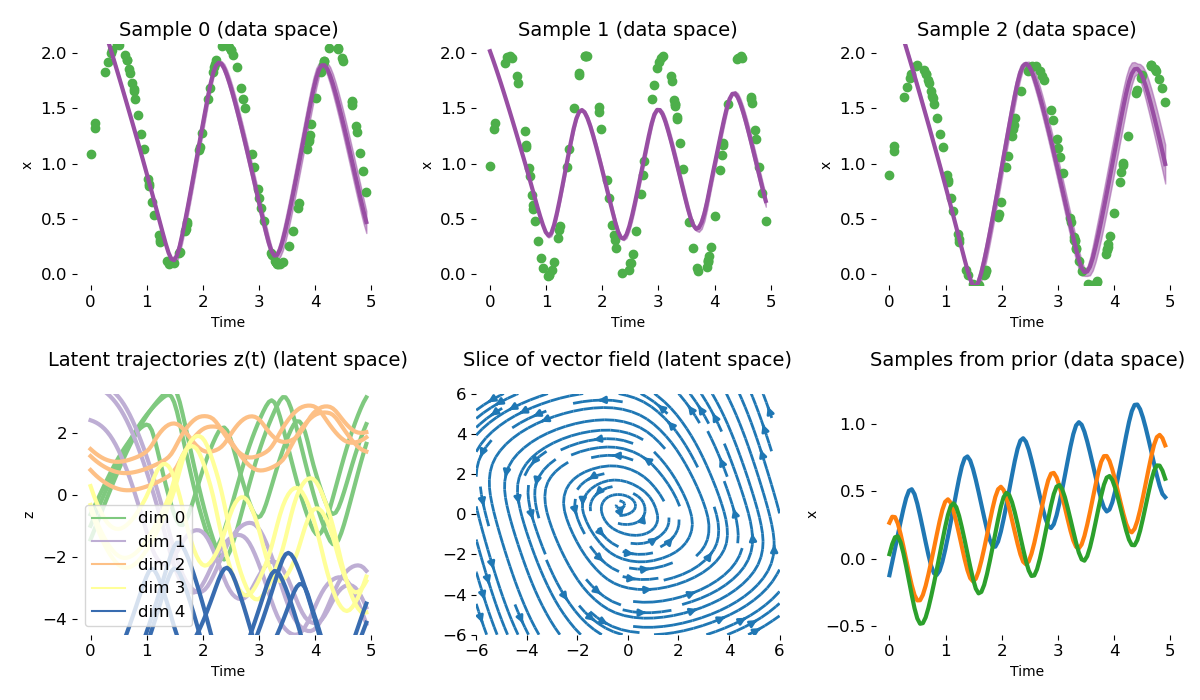 Sample 0 (data space)
Sample 1 (data space)
Sample 2 (data space)
2.0
1.5
1.0
0.5
0.0
x
0 1 2 3 4 5
Time
2.0
1.5
1.0
0.5
0.0
x
0 1 2 3 4 5
Time
2.0
1.5
1.0
0.5
0.0
x
0 1 2 3 4 5
Time
Latent trajectories z(t) (latent space)
Slice of vector field (latent space)
Samples from prior (data space)
2
0
−2
−4
z
dim 0
dim 1
dim 2
dim 3
dim 4
0 1 2 3 4 5
Time
6
4
2
0
−2
−4
−6
−6 −4 −2 0 2 4 6
1.0
0.5
0.0
−0.5
x
0 1 2 3 4 5
Time